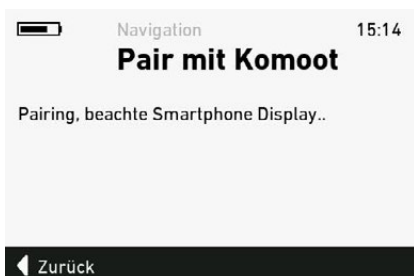 Navigation
15:14
Pair mit Komoot
Pairing, beachte Smartphone Display..
Zurück